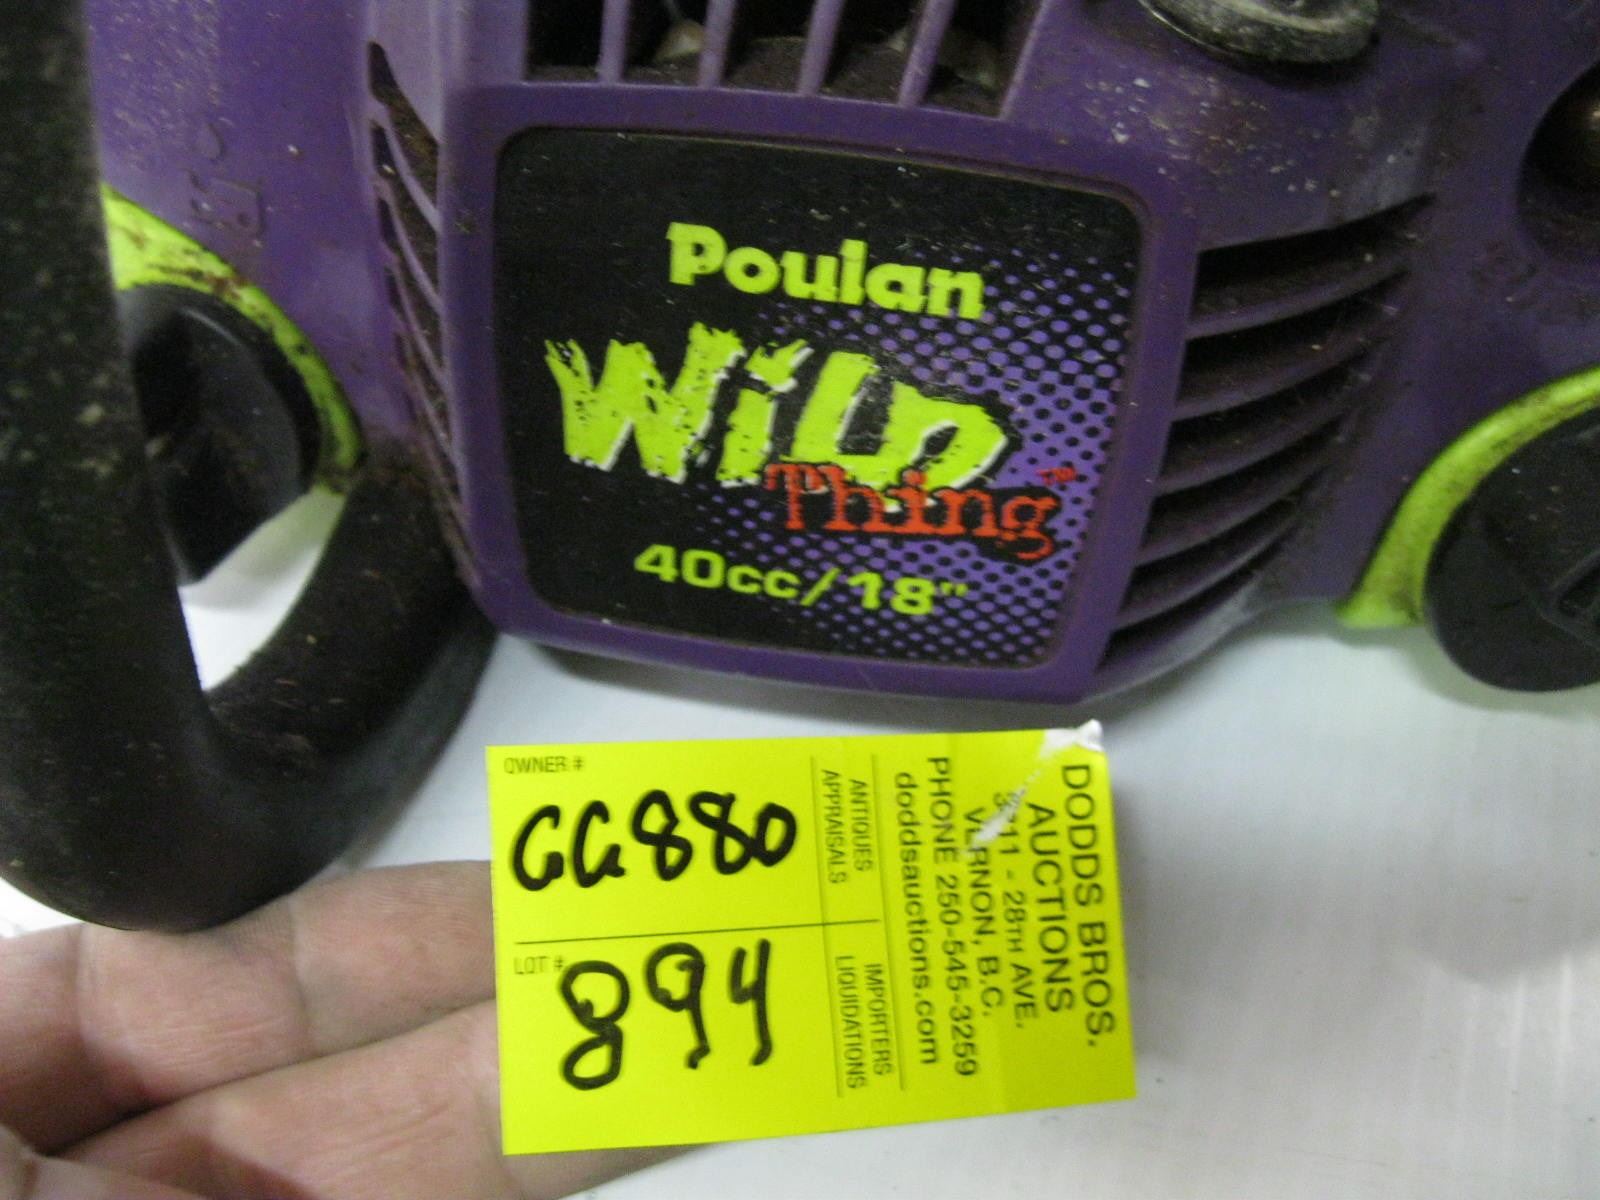 Poulan
WiLD
Thing™
40cc/18"
OWNER #
GG880
LOT #
894
ANTIQUES
APPRAISALS
IMPORTERS
LIQUIDATIONS
DODDS BROS.
AUCTIONS
28TH AVE.
VERNON, B.C.
PHONE 250-545-3259
doddsauctions.com